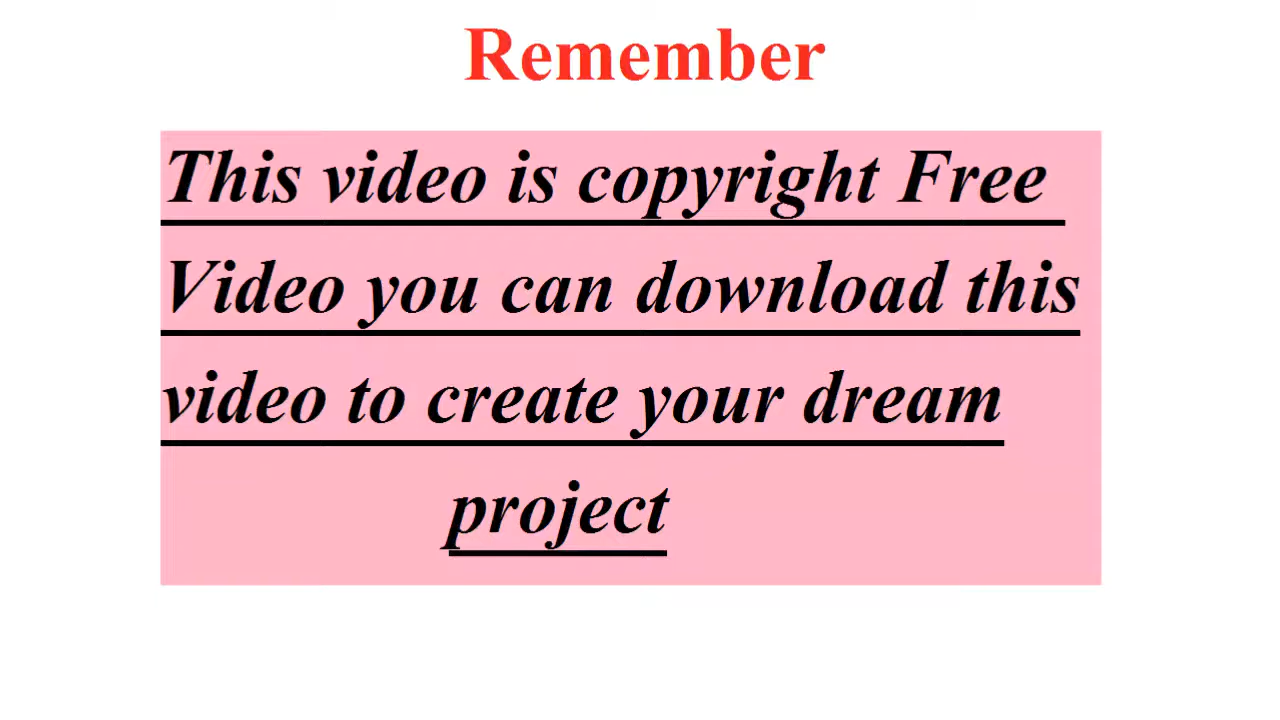 Remember
This video is copyright Free
Video you can download this
video to create your dream
project